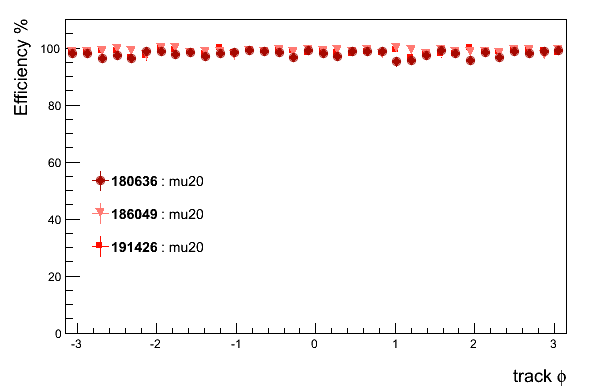 Efficiency %
100
80
60
40
20
0
180636 : mu20
186049 : mu20
191426 : mu20
-3 -2 -1 0 1 2 3
track ϕ